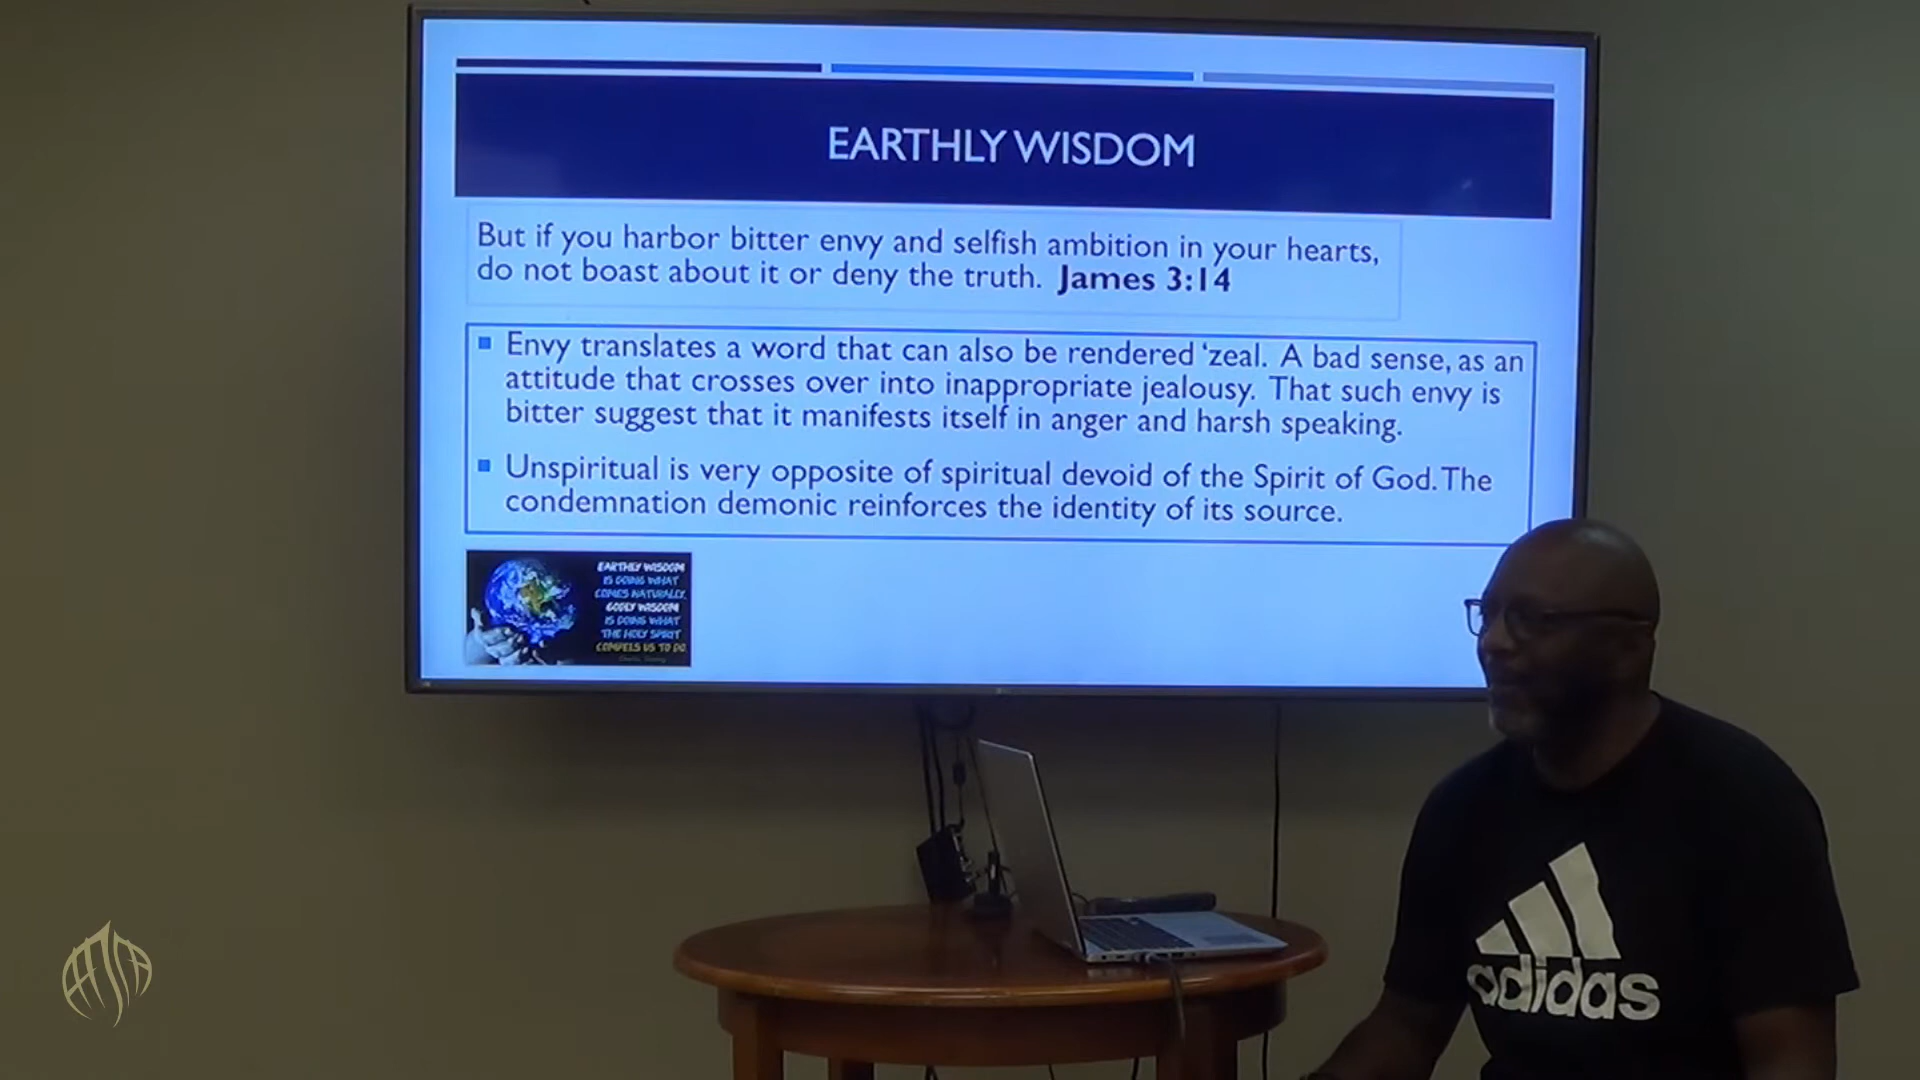 EARTHLY WISDOM
But if you harbor bitter envy and selfish ambition in your hearts,
do not boast about it or deny the truth. James 3:14
Envy translates a word that can also be rendered ‘zeal. A bad sense, as an
attitude that crosses over into inappropriate jealousy. That such envy is
bitter suggest that it manifests itself in anger and harsh speaking.
Unspiritual is very opposite of spiritual devoid of the Spirit of God. The
condemnation demonic reinforces the identity of its source.
EARTHLY WISDOM
IS DOING WHAT
COMES NATURALLY.
GODLY WISDOM
IS DOING WHAT
THE HOLY SPIRIT
COMPELS US TO DO
adidas